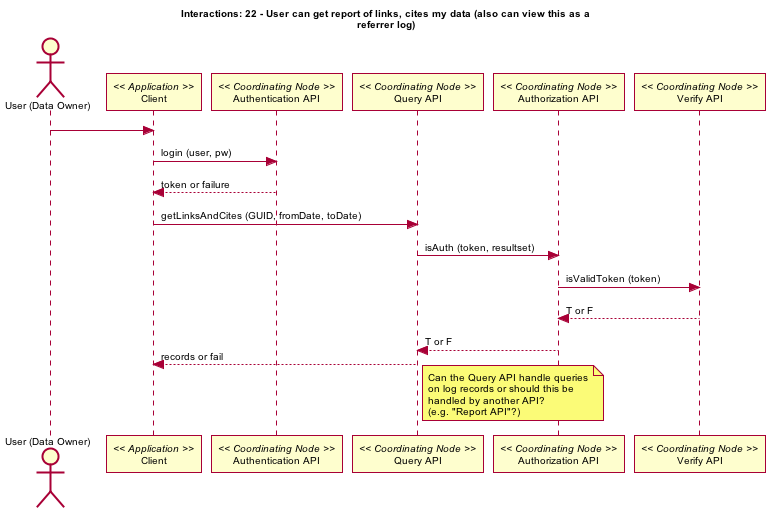 Interactions: 22 - User can get report of links, cites my data (also can view this as a
referrer log)
User (Data Owner)
<< Application >>
Client
<< Coordinating Node >>
Authentication API
<< Coordinating Node >>
Query API
<< Coordinating Node >>
Authorization API
<< Coordinating Node >>
Verify API
login (user, pw)
token or failure
getLinksAndCites (GUID, fromDate, toDate)
isAuth (token, resultset)
isValidToken (token)
T or F
T or F
records or fail
Can the Query API handle queries
on log records or should this be
handled by another API?
(e.g. "Report API"?)
User (Data Owner)
<< Application >>
Client
<< Coordinating Node >>
Authentication API
<< Coordinating Node >>
Query API
<< Coordinating Node >>
Authorization API
<< Coordinating Node >>
Verify API